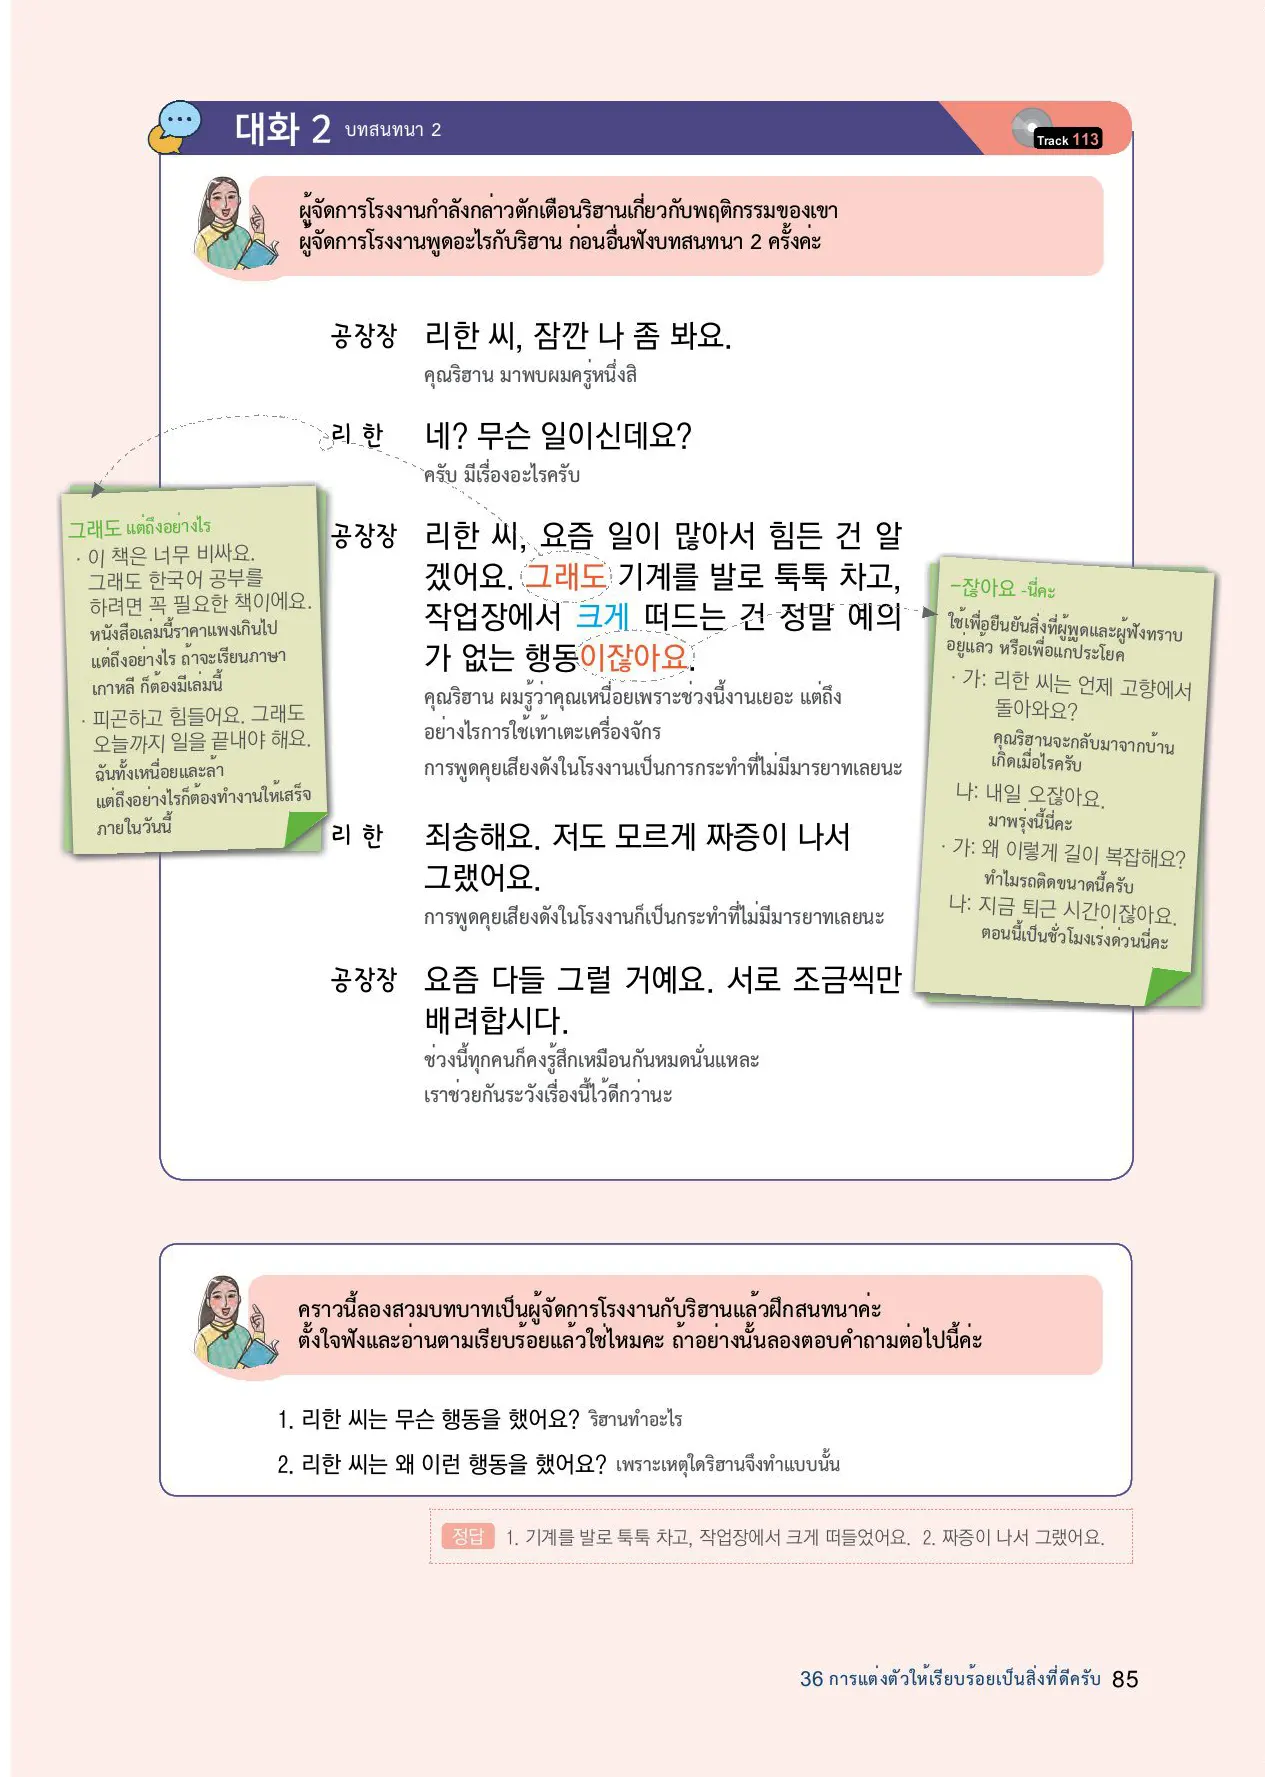 대화 2 บทสนทนา 2
Track 113
ผู้จัดการโรงงานกำลังกล่าวตักเตือนริฮานเกี่ยวกับพฤติกรรมของเขา
ผู้จัดการโรงงานพูดอะไรกับริฮาน ก่อนอื่นฟังบทสนทนา 2 ครั้งค่ะ
공장장 리한 씨, 잠깐 나 좀 봐요.
คุณริฮาน มาพบผมครู่หนึ่งสิ
리 한 네? 무슨 일이신데요?
ครับ มีเรื่องอะไรครับ
공장장 리한 씨, 요즘 일이 많아서 힘든 건 알
겠어요. 그래도 기계를 발로 툭툭 차고,
작업장에서 크게 떠드는 건 정말 예의
가 없는 행동이잖아요.
คุณริฮาน ผมรู้ว่าคุณเหนื่อยเพราะช่วงนี้งานเยอะ แต่ถึง
อย่างไรการใช้เท้าเตะเครื่องจักร
การพูดคุยเสียงดังในโรงงานเป็นการกระทำที่ไม่มีมารยาทเลยนะ
리 한 죄송해요. 저도 모르게 짜증이 나서
그랬어요.
การพูดคุยเสียงดังในโรงงานก็เป็นกระทำที่ไม่มีมารยาทเลยนะ
공장장 요즘 다들 그럴 거예요. 서로 조금씩만
배려합시다.
ช่วงนี้ทุกคนก็คงรู้สึกเหมือนกันหมดนั่นแหละ
เราช่วยกันระวังเรื่องนี้ไว้ดีกว่านะ
그래도 แต่ถึงอย่างไร
· 이 책은 너무 비싸요.
그래도 한국어 공부를
하려면 꼭 필요한 책이에요.
หนังสือเล่มนี้ราคาแพงเกินไป
แต่ถึงอย่างไร ถ้าจะเรียนภาษา
เกาหลี ก็ต้องมีเล่มนี้
· 피곤하고 힘들어요. 그래도
오늘까지 일을 끝내야 해요.
ฉันทั้งเหนื่อยและล้า
แต่ถึงอย่างไรก็ต้องทำงานให้เสร็จ
ภายในวันนี้
-잖아요 -นี่คะ
ใช้เพื่อยืนยันสิ่งที่ผู้พูดและผู้ฟังทราบ
อยู่แล้ว หรือเพื่อแก้ประโยค
· 가: 리한 씨는 언제 고향에서
돌아와요?
คุณริฮานจะกลับมาจากบ้าน
เกิดเมื่อไรครับ
나: 내일 오잖아요.
มาพรุ่งนี้นี่คะ
· 가: 왜 이렇게 길이 복잡해요?
ทำไมรถติดขนาดนี้ครับ
나: 지금 퇴근 시간이잖아요.
ตอนนี้เป็นชั่วโมงเร่งด่วนนี่คะ
คราวนี้ลองสวมบทบาทเป็นผู้จัดการโรงงานกับริฮานแล้วฝึกสนทนาค่ะ
ตั้งใจฟังและอ่านตามเรียบร้อยแล้วใช่ไหมคะ ถ้าอย่างนั้นลองตอบคำถามต่อไปนี้ค่ะ
1. 리한 씨는 무슨 행동을 했어요? ริฮานทำอะไร
2. 리한 씨는 왜 이런 행동을 했어요? เพราะเหตุใดริฮานจึงทำแบบนั้น
정답 1. 기계를 발로 툭툭 차고, 작업장에서 크게 떠들었어요. 2. 짜증이 나서 그랬어요.
36 การแต่งตัวให้เรียบร้อยเป็นสิ่งที่ดีครับ 85